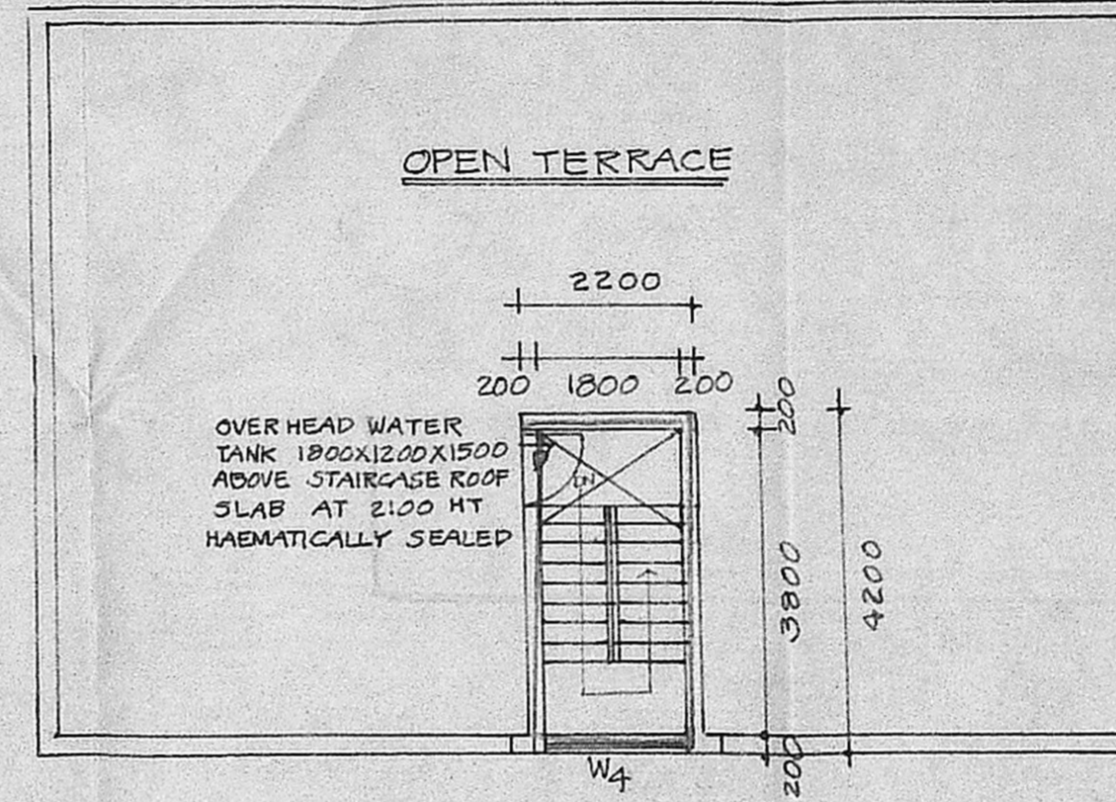 OPEN TERRACE
2200
200 1800 200
OVER HEAD WATER
TANK 1800X1200X1500
ABOVE STAIRCASE ROOF
SLAB AT 2100 HT
HAEMATICALLY SEALED
DN
200
3800
4200
200
W4